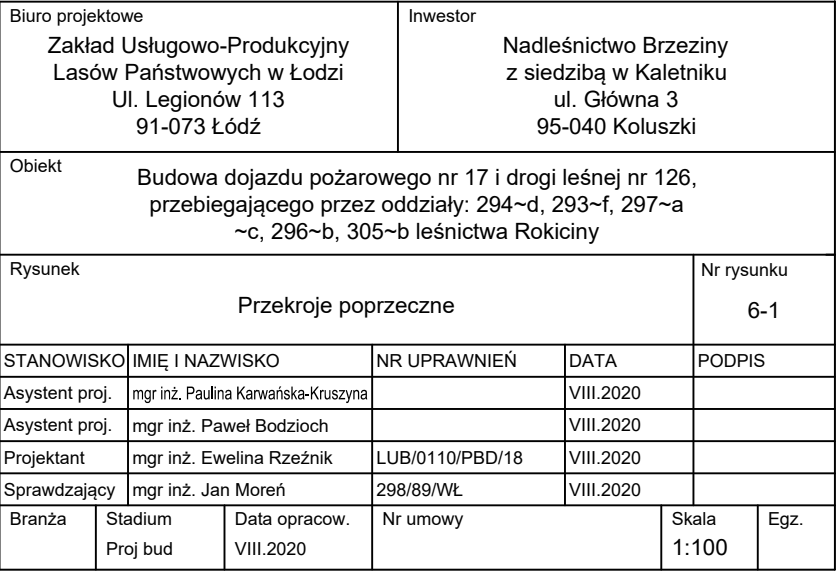 Biuro projektowe
Zakład Usługowo-Produkcyjny
Lasów Państwowych w Łodzi
Ul. Legionów 113
91-073 Łódź
Inwestor
Nadleśnictwo Brzeziny
z siedzibą w Kaletniku
ul. Główna 3
95-040 Koluszki
Obiekt
Budowa dojazdu pożarowego nr 17 i drogi leśnej nr 126,
przebiegającego przez oddziały: 294~d, 293~f, 297~a
~c, 296~b, 305~b leśnictwa Rokiciny
Rysunek
Przekroje poprzeczne
Nr rysunku
6-1
STANOWISKO IMIĘ I NAZWISKO NR UPRAWNIEŃ DATA PODPIS
Asystent proj. mgr inż. Paulina Karwańska-Kruszyna VIII.2020
Asystent proj. mgr inż. Paweł Bodzioch VIII.2020
Projektant mgr inż. Ewelina Rzeźnik LUB/0110/PBD/18 VIII.2020
Sprawdzający mgr inż. Jan Moreń 298/89/WŁ VIII.2020
Branża Stadium Data opracow. Nr umowy Skala Egz.
Proj bud VIII.2020 1:100